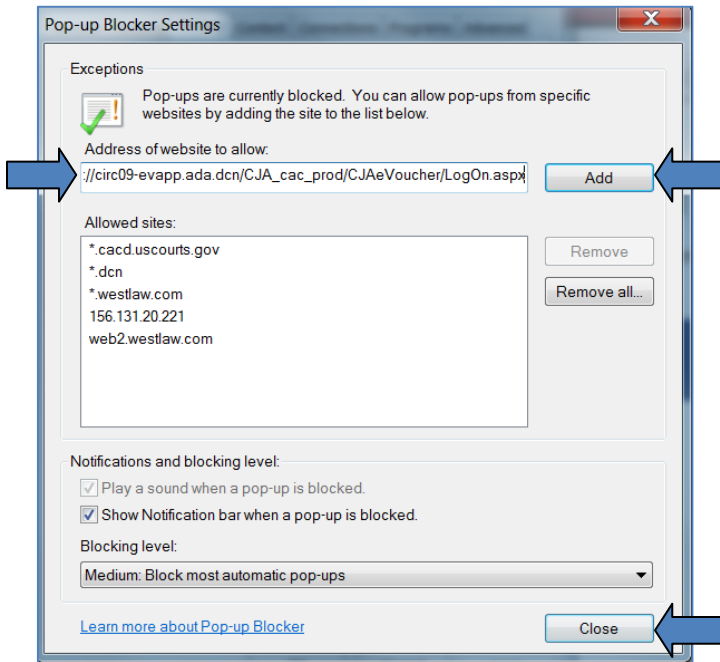 Pop-up Blocker Settings
Exceptions
Pop-ups are currently blocked. You can allow pop-ups from specific
websites by adding the site to the list below.
Address of website to allow:
://circ09-evapp.ada.dcn/CJA_cac_prod/CJAeVoucher/LogOn.aspx
Add
Allowed sites:
*.cacd.uscourts.gov
*.dcn
*.westlaw.com
156.131.20.221
web2.westlaw.com
Remove
Remove all...
Notifications and blocking level:
Play a sound when a pop-up is blocked.
Show Notification bar when a pop-up is blocked.
Blocking level:
Medium: Block most automatic pop-ups
Learn more about Pop-up Blocker
Close